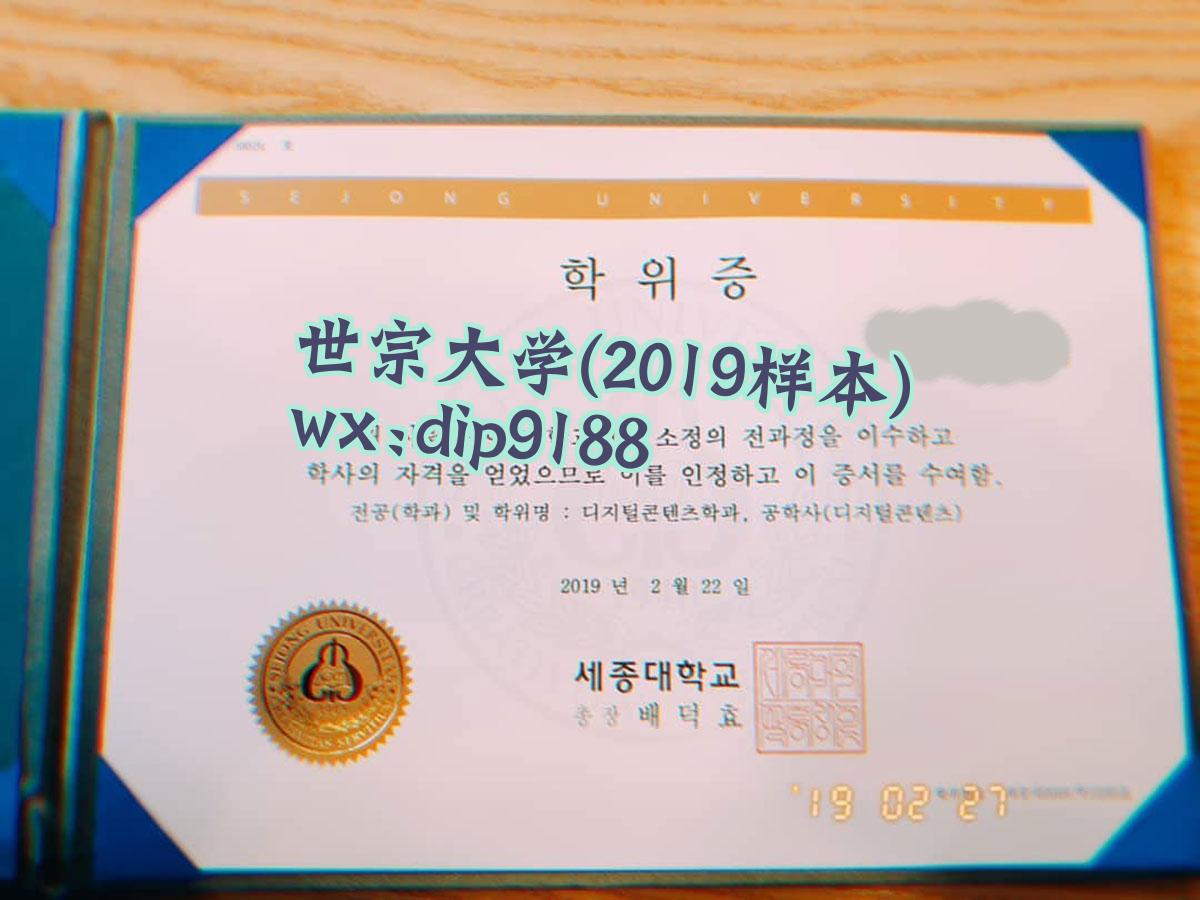 호
SEJONG UNIVERSITY
학위증
世宗大学(2019样本)
wx:dip9188
소정의 전과정을 이수하고
학사의 자격을 얻었으므로 이를 인정하고 이 증서를 수여함.
전공(학과) 및 학위명 : 디지털콘텐츠학과, 공학사(디지털콘텐츠)
2019 년 2 월 22 일
SEJONG UNIVERSITY
세종대학교
총장 배덕효
'19 02 27